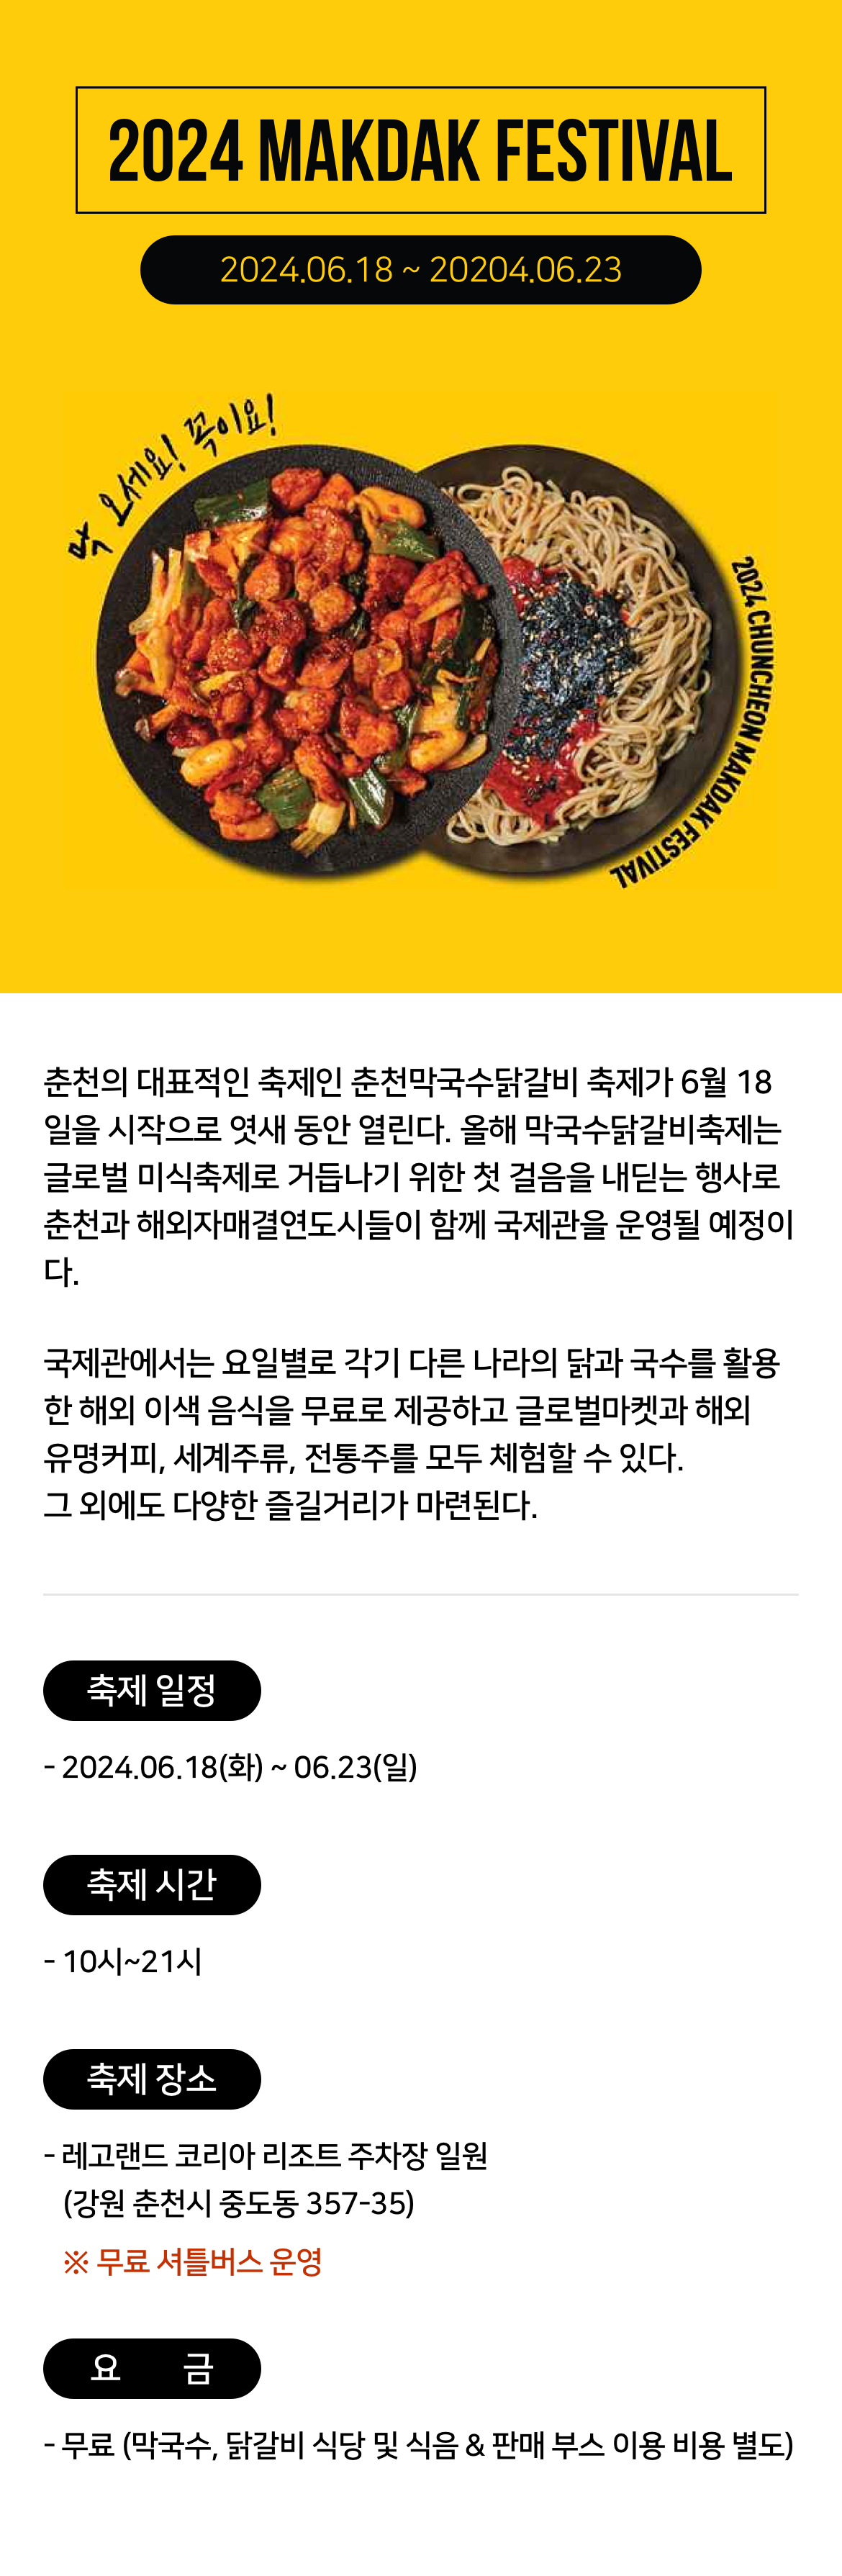 2024 MAKDAK FESTIVAL
2024.06.18 ~ 20204.06.23
막 오세요! 꼭이요!
2024 CHUNCHEON MAKDAK FESTIVAL
춘천의 대표적인 축제인 춘천막국수닭갈비 축제가 6월 18
일을 시작으로 엿새 동안 열린다. 올해 막국수닭갈비축제는
글로벌 미식축제로 거듭나기 위한 첫 걸음을 내딛는 행사로
춘천과 해외자매결연도시들이 함께 국제관을 운영될 예정이
다.
국제관에서는 요일별로 각기 다른 나라의 닭과 국수를 활용
한 해외 이색 음식을 무료로 제공하고 글로벌마켓과 해외
유명커피, 세계주류, 전통주를 모두 체험할 수 있다.
그 외에도 다양한 즐길거리가 마련된다.
축제 일정
- 2024.06.18(화) ~ 06.23(일)
축제 시간
- 10시~21시
축제 장소
- 레고랜드 코리아 리조트 주차장 일원
(강원 춘천시 중도동 357-35)
※ 무료 셔틀버스 운영
요 금
- 무료 (막국수, 닭갈비 식당 및 식음 & 판매 부스 이용 비용 별도)